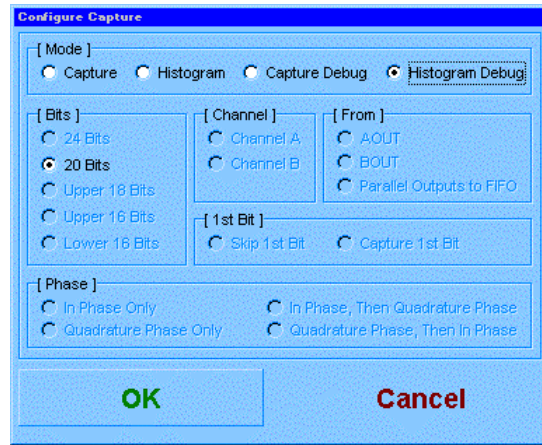 Configure Capture
[ Mode ]
Capture Histogram Capture Debug Histogram Debug
[ Bits ] [ Channel ] [ From ]
24 Bits Channel A AOUT
20 Bits Channel B BOUT
Upper 18 Bits Parallel Outputs to FIFO
Upper 16 Bits [ 1st Bit ]
Lower 16 Bits Skip 1st Bit Capture 1st Bit
[ Phase ]
In Phase Only In Phase, Then Quadrature Phase
Quadrature Phase Only Quadrature Phase, Then In Phase
OK Cancel